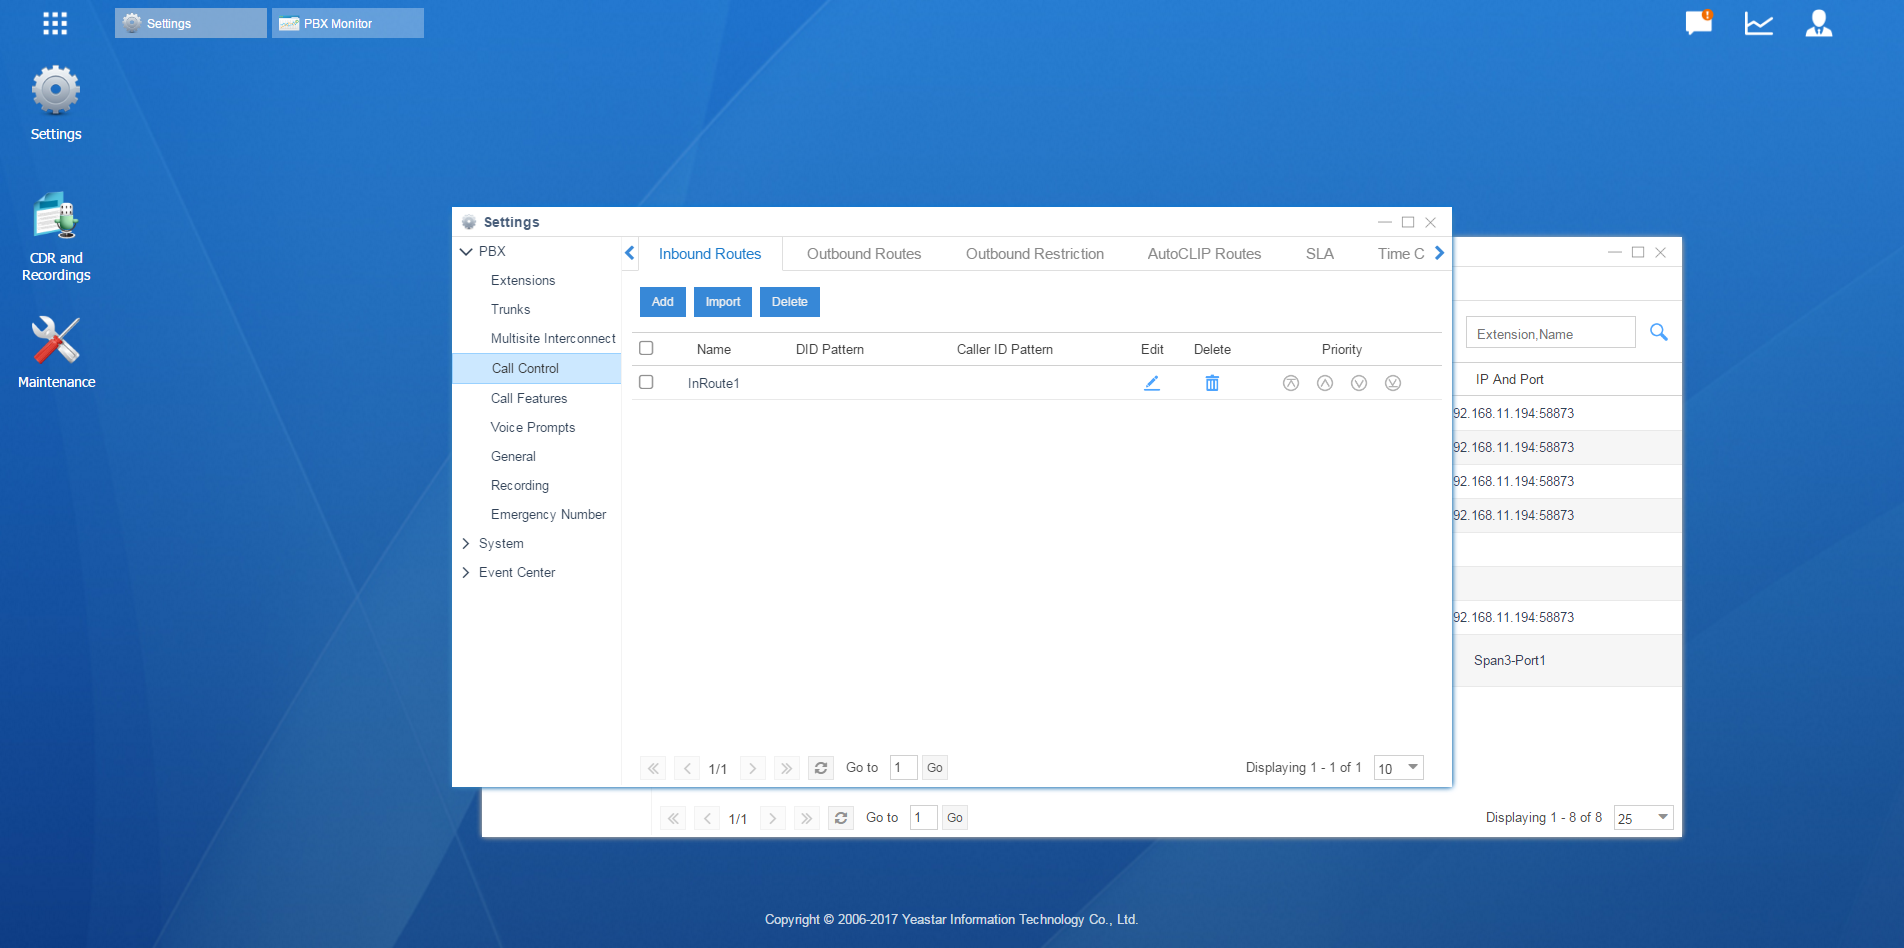 Settings
PBX Monitor
Settings
CDR and
Recordings
Maintenance
Settings
PBX
Extensions
Trunks
Multisite Interconnect
Call Control
Call Features
Voice Prompts
General
Recording
Emergency Number
System
Event Center
Inbound Routes
Outbound Routes
Outbound Restriction
AutoCLIP Routes
SLA
Time C
Add
Import
Delete
Name
DID Pattern
Caller ID Pattern
Edit
Delete
Priority
InRoute1
1/1
Go to
1
Go
Displaying 1 - 1 of 1
10
Extension,Name
IP And Port
92.168.11.194:58873
92.168.11.194:58873
92.168.11.194:58873
92.168.11.194:58873
92.168.11.194:58873
Span3-Port1
1/1
Go to
1
Go
Displaying 1 - 8 of 8
25
Copyright © 2006-2017 Yeastar Information Technology Co., Ltd.